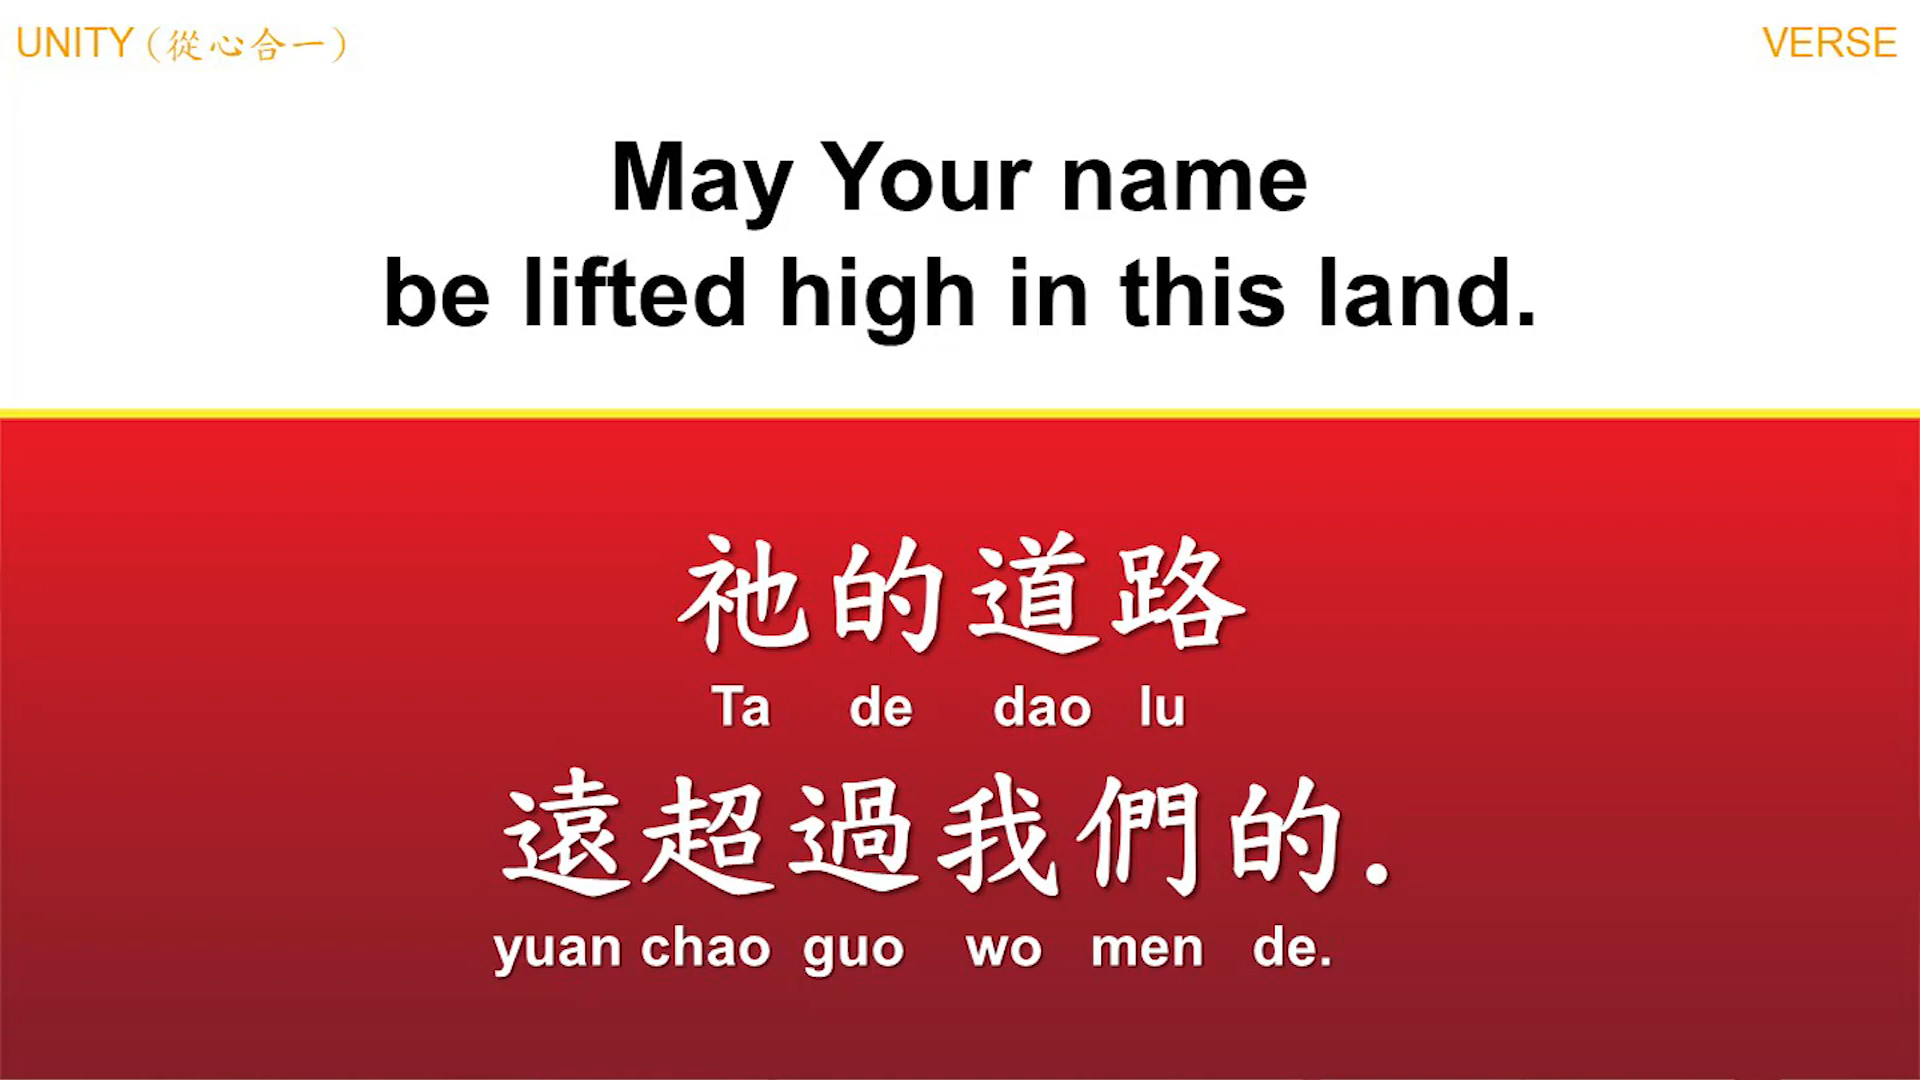 UNITY (從心合一)
VERSE
May Your name
be lifted high in this land.
祂的道路
Ta de dao lu
遠超過我們的.
yuan chao guo wo men de.